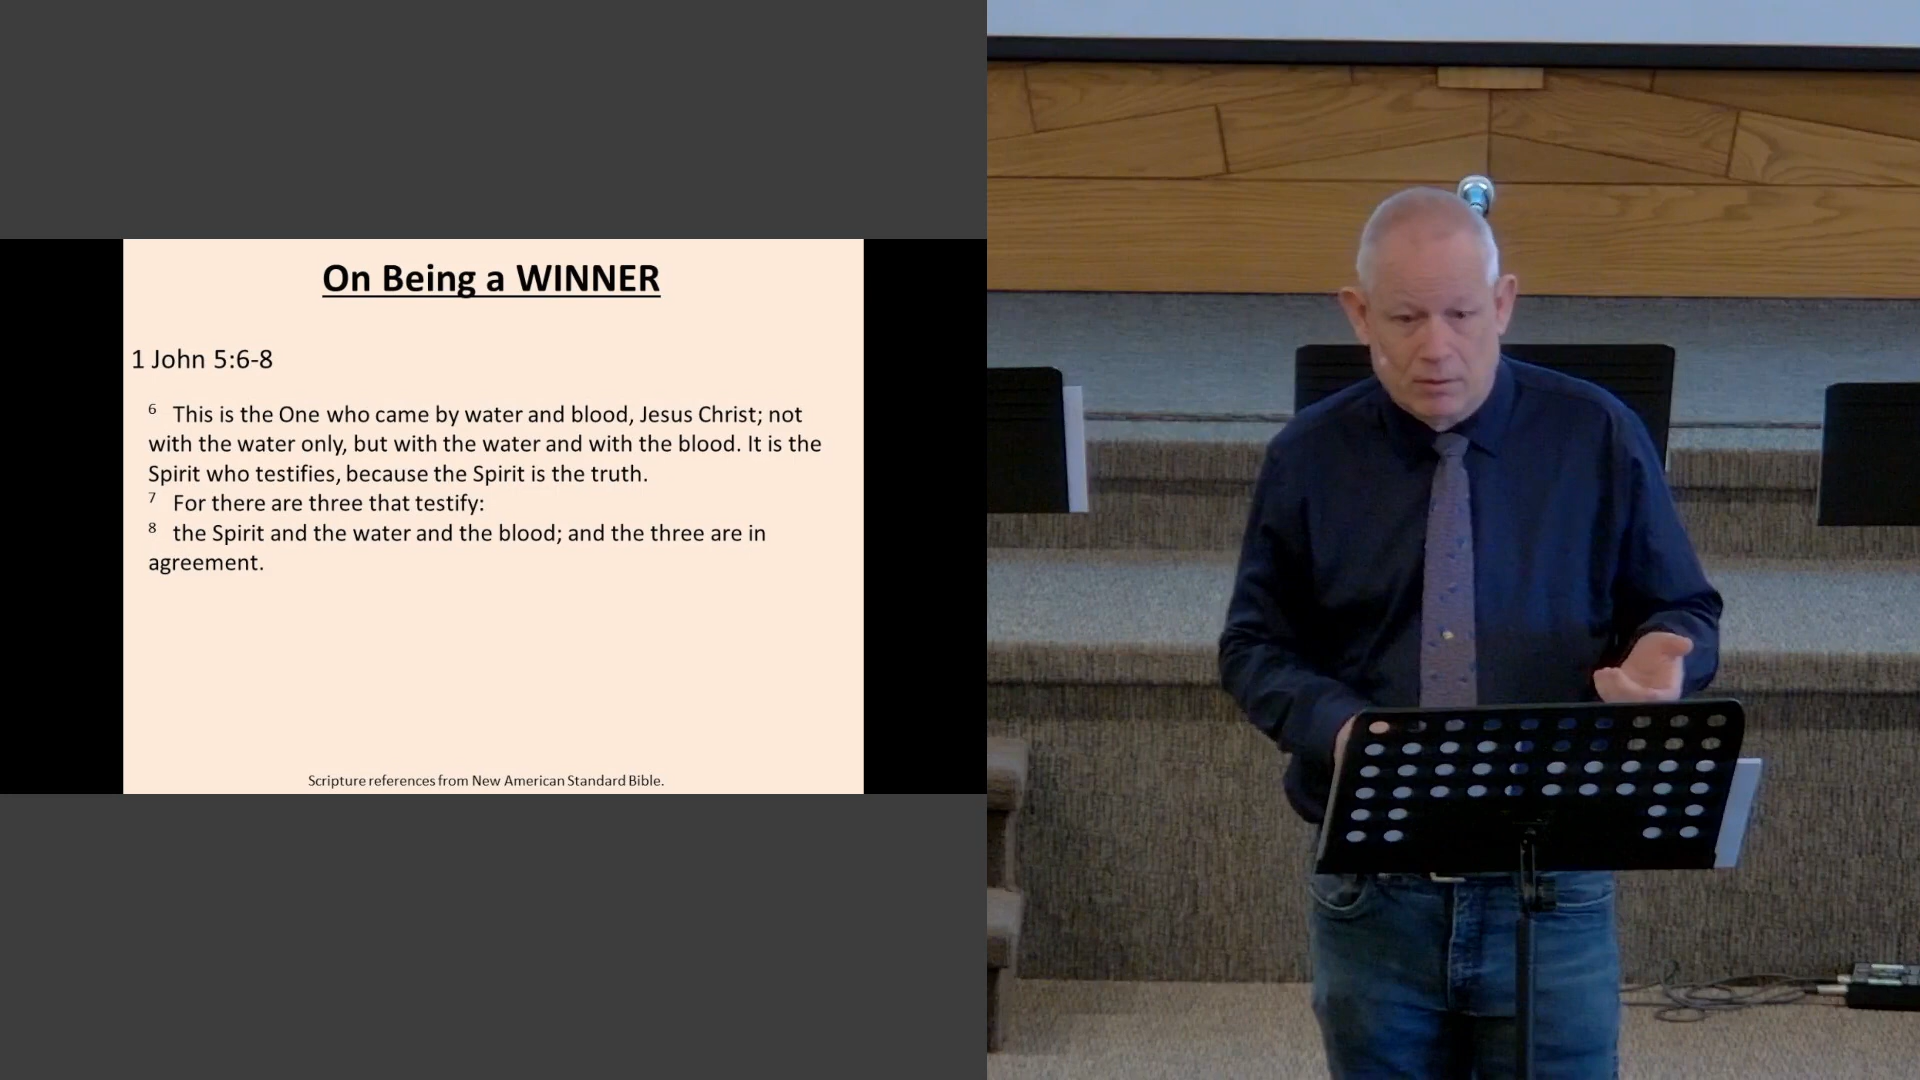 On Being a WINNER
1 John 5:6-8
6 This is the One who came by water and blood, Jesus Christ; not
with the water only, but with the water and with the blood. It is the
Spirit who testifies, because the Spirit is the truth.
7 For there are three that testify:
8 the Spirit and the water and the blood; and the three are in
agreement.
Scripture references from New American Standard Bible.